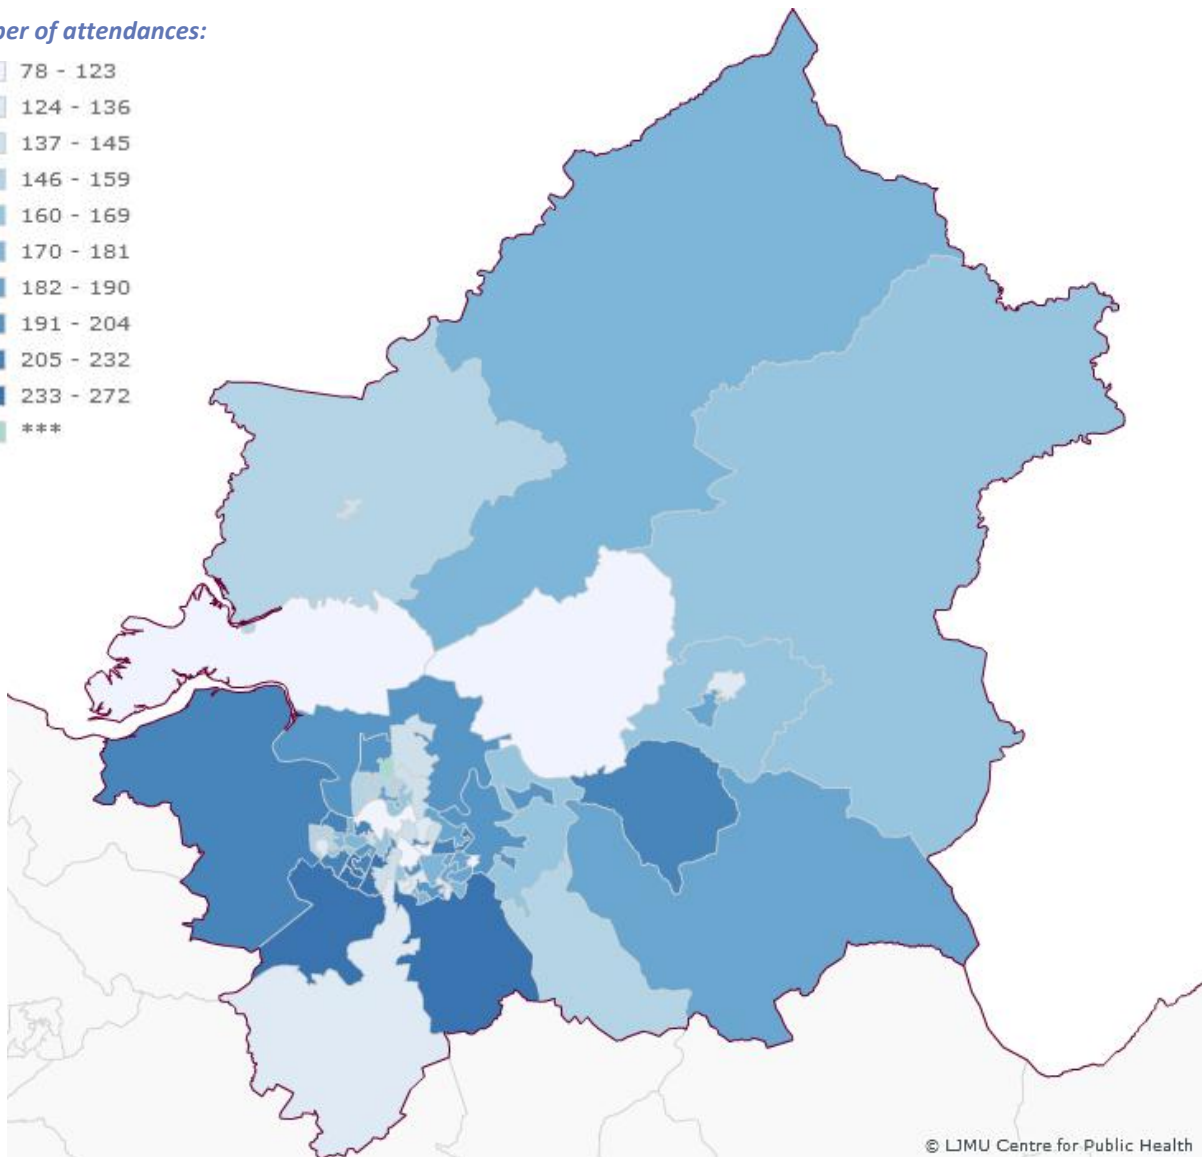 of attendances:
78 - 123
124 - 136
137 - 145
146 - 159
160 - 169
170 - 181
182 - 190
191 - 204
205 - 232
233 - 272
***
© LJMU Centre for Public Health